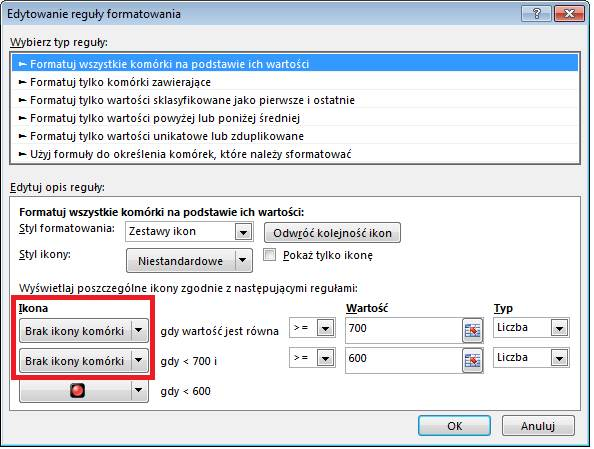 Edytowanie reguły formatowania
Wybierz typ reguły:
► Formatuj wszystkie komórki na podstawie ich wartości
► Formatuj tylko komórki zawierające
► Formatuj tylko wartości sklasyfikowane jako pierwsze i ostatnie
► Formatuj tylko wartości powyżej lub poniżej średniej
► Formatuj tylko wartości unikatowe lub zduplikowane
► Użyj formuły do określenia komórek, które należy sformatować
Edytuj opis reguły:
Formatuj wszystkie komórki na podstawie ich wartości:
Styl formatowania: Zestawy ikon Odwróć kolejność ikon
Styl ikony: Niestandardowe Pokaż tylko ikonę
Wyświetlaj poszczególne ikony zgodnie z następującymi regułami:
Ikona Wartość Typ
Brak ikony komórki gdy wartość jest równa >= 700 Liczba
Brak ikony komórki gdy < 700 i >= 600 Liczba
gdy < 600
OK Anuluj